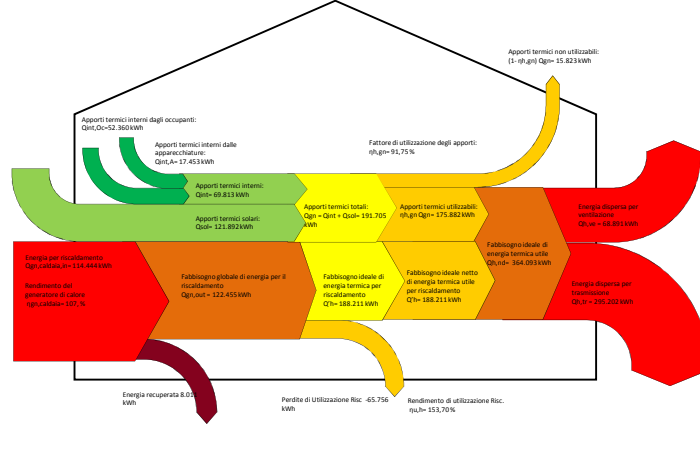 Apporti termici non utilizzabili:
(1- ηh,gn) Qgn= 15.823 kWh
Apporti termici interni dagli occupanti:
Qint,Oc=52.360 kWh
Apporti termici interni dalle
apparecchiature:
Qint,A= 17.453 kWh
Fattore di utilizzazione degli apporti:
ηh,gn= 91,75 %
Apporti termici interni:
Qint= 69.813 kWh
Apporti termici solari:
Qsol= 121.892 kWh
Apporti termici totali:
Qgn = Qint + Qsol= 191.705
kWh
Apporti termici utilizzabili:
ηh,gn Qgn= 175.882 kWh
Energia dispersa per
ventilazione
Qh,ve = 68.891 kWh
Fabbisogno ideale di
energia termica utile
Qh,nd= 364.093 kWh
Energia per riscaldamento
Qgn,caldaia,in= 114.444 kWh
Rendimento del
generatore di calore
ηgn,caldaia= 107, %
Fabbisogno globale di energia per il
riscaldamento
Qgn,out = 122.455 kWh
Fabbisogno ideale di
energia termica per
riscaldamento
Q'h= 188.211 kWh
Fabbisogno ideale netto
di energia termica utile
per riscaldamento
Q'h= 188.211 kWh
Energia dispersa per
trasmissione
Qh,tr = 295.202 kWh
Energia recuperata 8.01
kWh
Perdite di Utilizzazione Risc -65.756
kWh
Rendimento di utilizzazione Risc.
ηu,h= 153,70 %